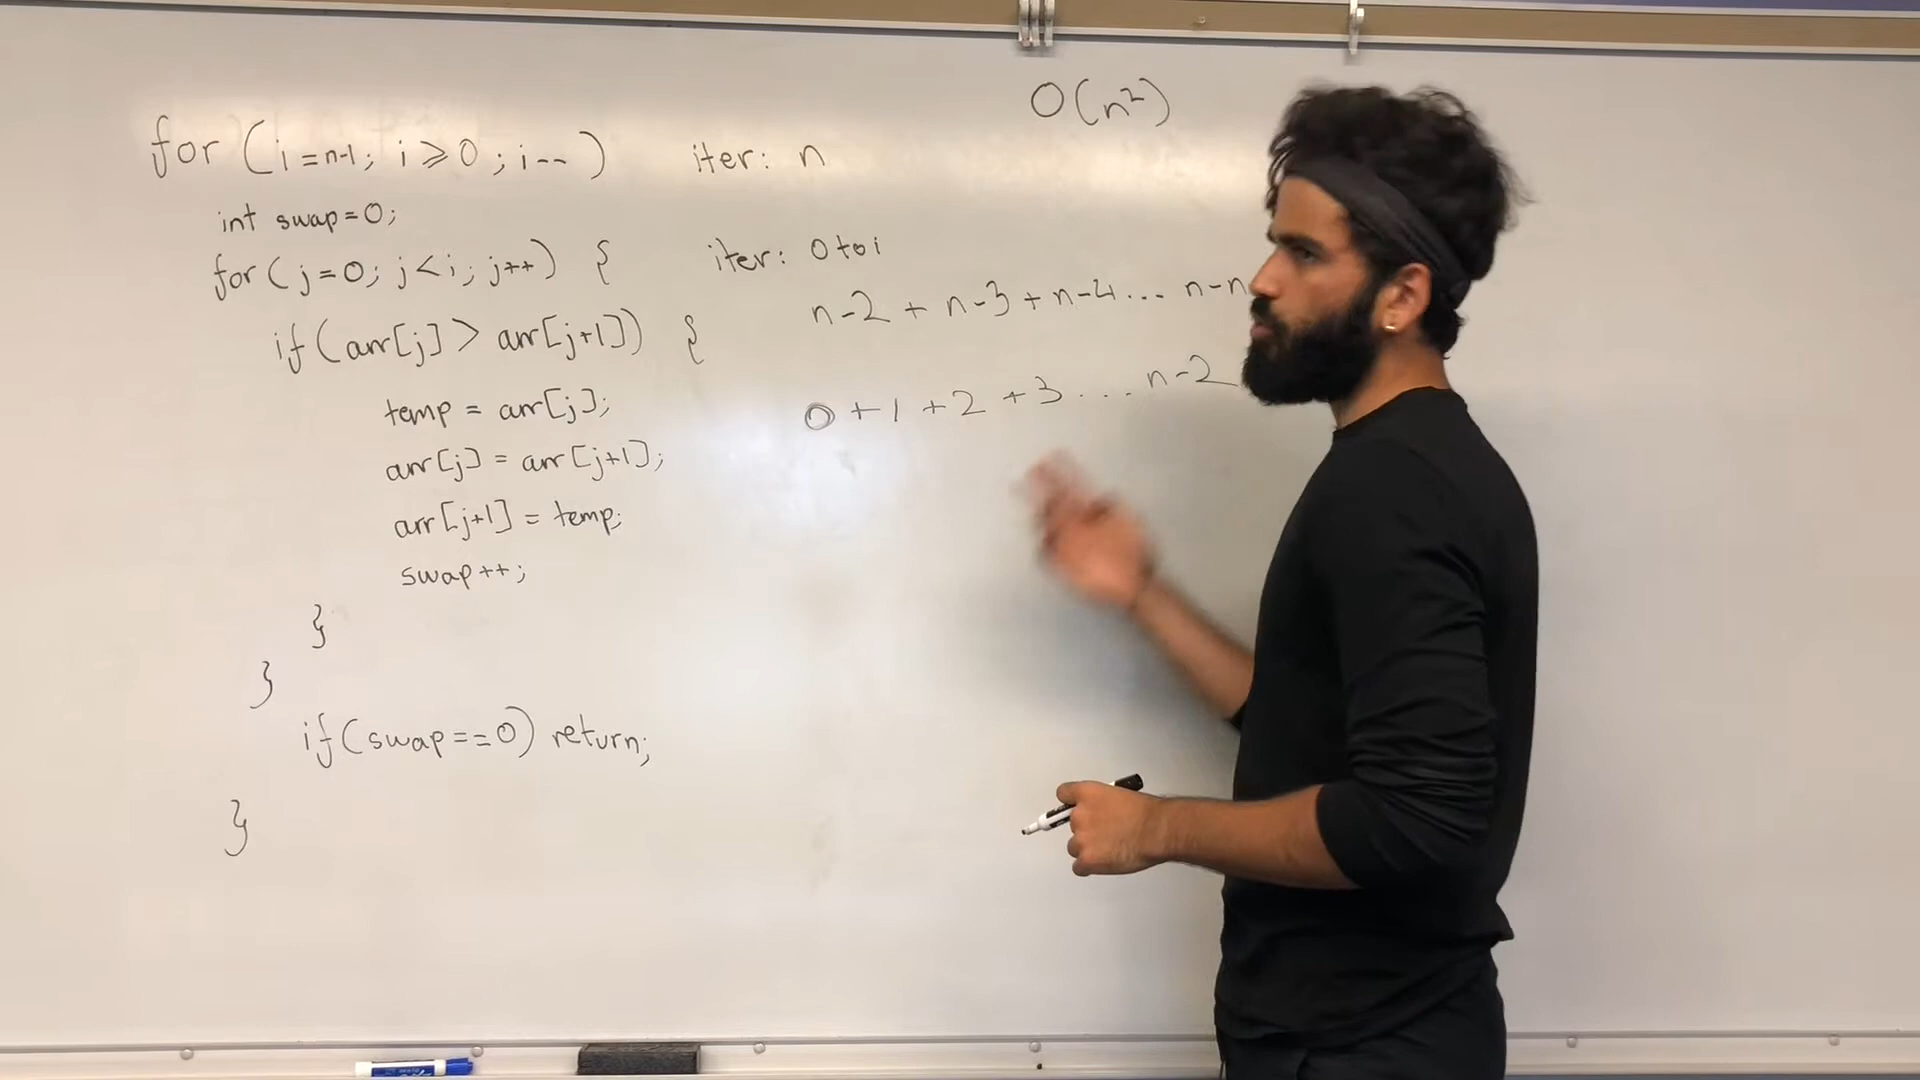 for (i=n-1; i≥0; i--)
int swap=0;
for (j=0; j<i; j++) {
if (arr[j] > arr[j+1]) {
temp = arr[j];
arr[j] = arr[j+1];
arr[j+1] = temp;
swap++;
}
}
if (swap==0) return;
}
O(n²)
iter: n
iter: 0 to i
n-2 + n-3 + n-4... n-n
0 + 1 + 2 + 3 ... n-2